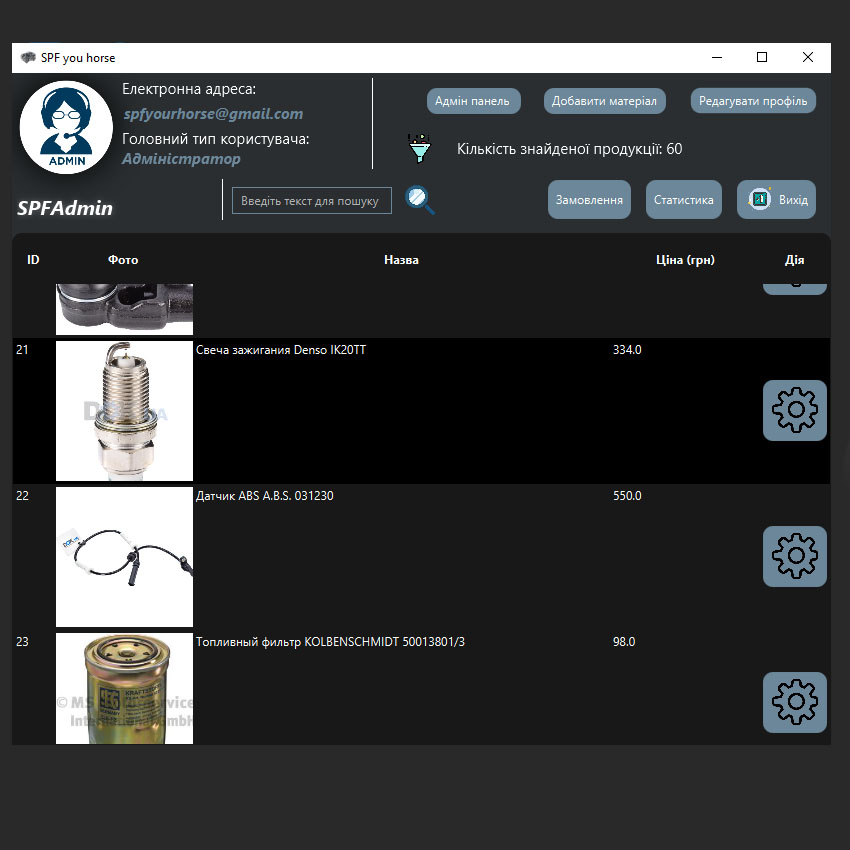 SPF you horse
Електронна адреса:
spfyourhorse@gmail.com
Головний тип користувача:
Адміністратор
ADMIN
SPFAdmin
Адмін панель
Добавити матеріал
Редагувати профіль
Кількість знайденої продукції: 60
Введіть текст для пошуку
Замовлення
Статистика
Вихід
ID Фото Назва Ціна (грн) Дія
21 Свеча зажигания Denso IK20TT 334.0
22 Датчик ABS A.B.S. 031230 550.0
23 Топливный фильтр KOLBENSCHMIDT 50013801/3 98.0